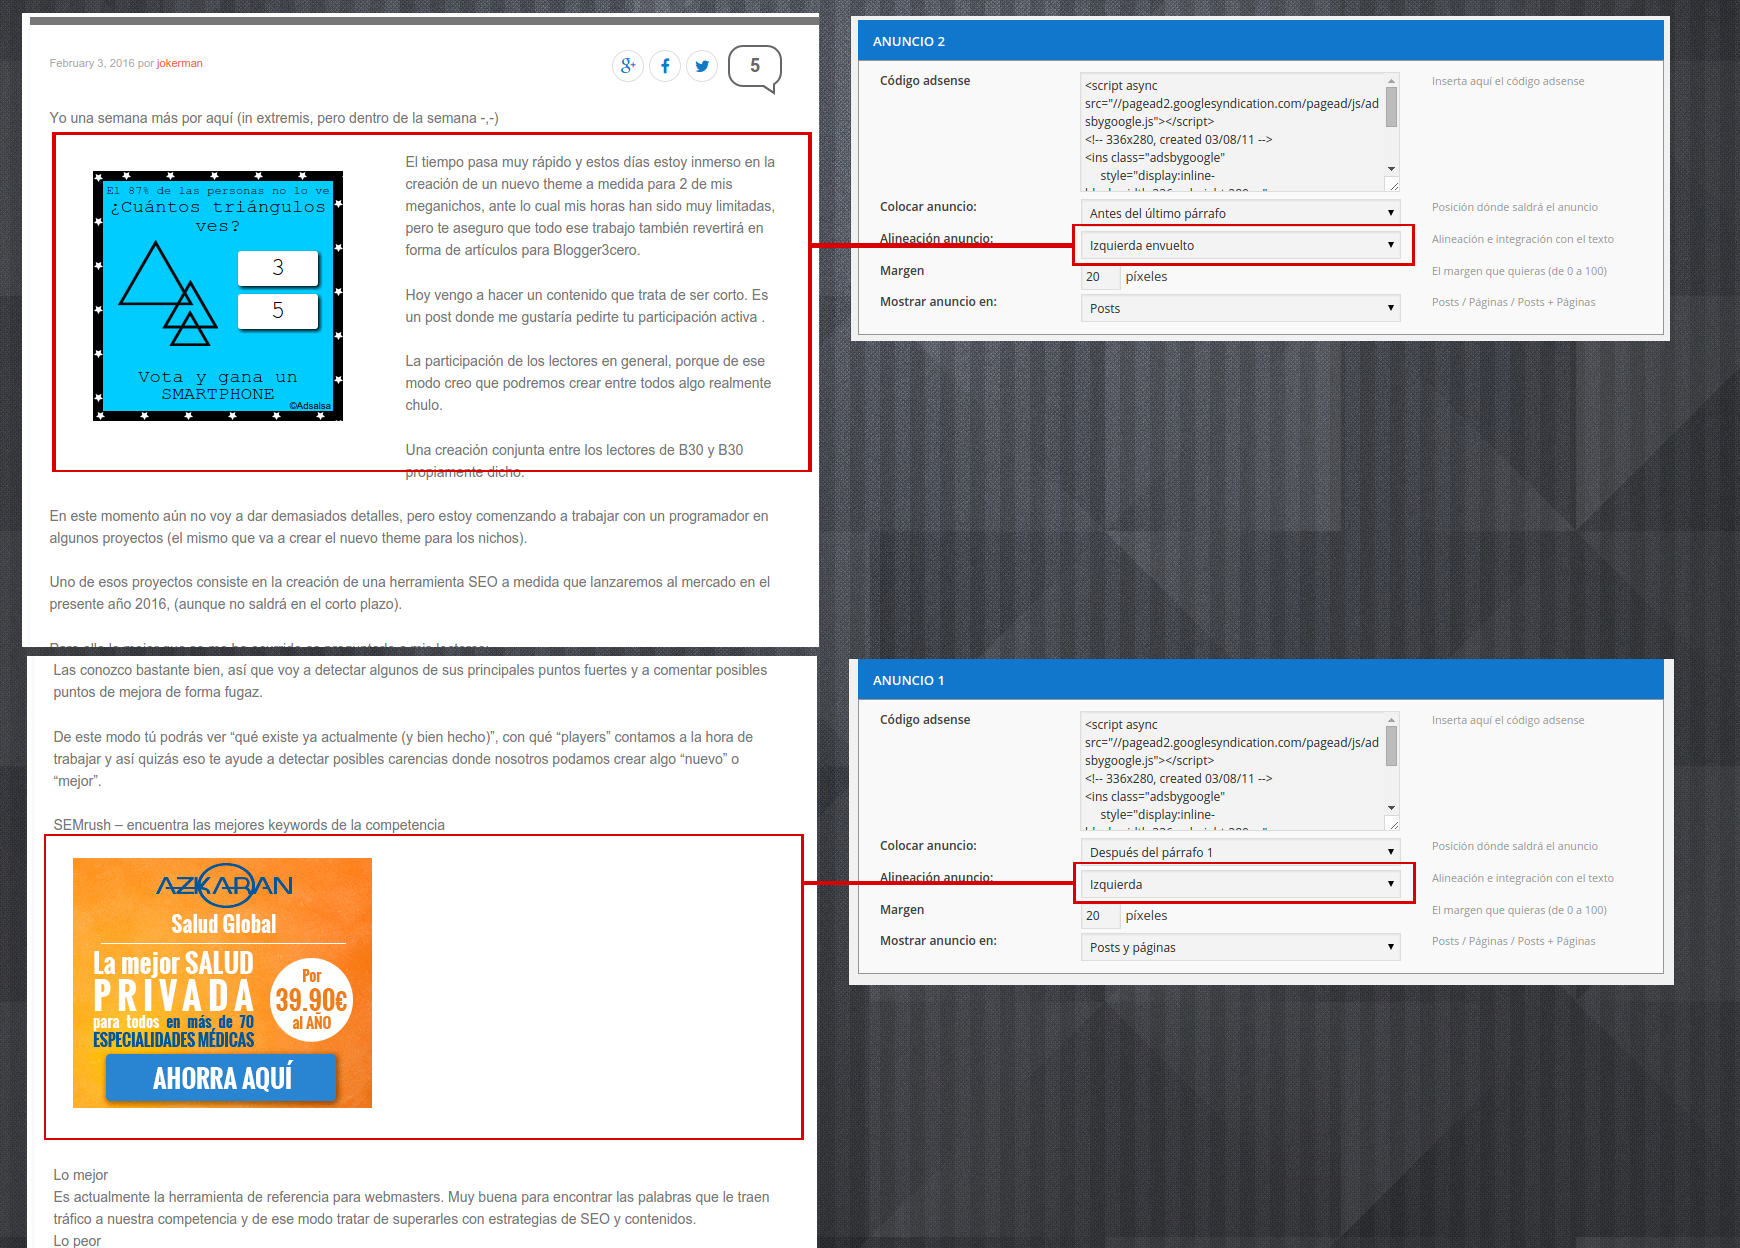 February 3, 2016 por jokerman
g+
f
5
Yo una semana más por aquí (in extremis, pero dentro de la semana -,-)
El 87% de las personas no lo ve
¿Cuántos triángulos
ves?
3
5
Vota y gana un
SMARTPHONE
©Adsalsa
El tiempo pasa muy rápido y estos días estoy inmerso en la
creación de un nuevo theme a medida para 2 de mis
meganichos, ante lo cual mis horas han sido muy limitadas,
pero te aseguro que todo ese trabajo también revertirá en
forma de artículos para Blogger3cero.
Hoy vengo a hacer un contenido que trata de ser corto. Es
un post donde me gustaría pedirte tu participación activa .
La participación de los lectores en general, porque de ese
modo creo que podremos crear entre todos algo realmente
chulo.
Una creación conjunta entre los lectores de B30 y B30
propiamente dicho.
En este momento aún no voy a dar demasiados detalles, pero estoy comenzando a trabajar con un programador en
algunos proyectos (el mismo que va a crear el nuevo theme para los nichos).
Uno de esos proyectos consiste en la creación de una herramienta SEO a medida que lanzaremos al mercado en el
presente año 2016, (aunque no saldrá en el corto plazo).
ANUNCIO 2
Código adsense
<script async
src="//pagead2.googlesyndication.com/pagead/js/ad
sbygoogle.js"></script>
<!-- 336x280, created 03/08/11 -->
<ins class="adsbygoogle"
style="display:inline-
Inserta aquí el código adsense
Colocar anuncio:
Antes del último párrafo
Posición dónde saldrá el anuncio
Alineación anuncio:
Izquierda envuelto
Alineación e integración con el texto
Margen
20 píxeles
El margen que quieras (de 0 a 100)
Mostrar anuncio en:
Posts
Posts / Páginas / Posts + Páginas
Las conozco bastante bien, así que voy a detectar algunos de sus principales puntos fuertes y a comentar posibles
puntos de mejora de forma fugaz.
De este modo tú podrás ver “qué existe ya actualmente (y bien hecho)”, con qué “players” contamos a la hora de
trabajar y así quizás eso te ayude a detectar posibles carencias donde nosotros podamos crear algo “nuevo” o
“mejor”.
SEMrush – encuentra las mejores keywords de la competencia
AZKARAN
Salud Global
La mejor SALUD
PRIVADA
para todos en más de 70
ESPECIALIDADES MÉDICAS
Por
39.90€
al AÑO
AHORRA AQUÍ
Lo mejor
Es actualmente la herramienta de referencia para webmasters. Muy buena para encontrar las palabras que le traen
tráfico a nuestra competencia y de ese modo tratar de superarles con estrategias de SEO y contenidos.
Lo peor
ANUNCIO 1
Código adsense
<script async
src="//pagead2.googlesyndication.com/pagead/js/ad
sbygoogle.js"></script>
<!-- 336x280, created 03/08/11 -->
<ins class="adsbygoogle"
style="display:inline-
Inserta aquí el código adsense
Colocar anuncio:
Después del párrafo 1
Posición dónde saldrá el anuncio
Alineación anuncio:
Izquierda
Alineación e integración con el texto
Margen
20 píxeles
El margen que quieras (de 0 a 100)
Mostrar anuncio en:
Posts y páginas
Posts / Páginas / Posts + Páginas